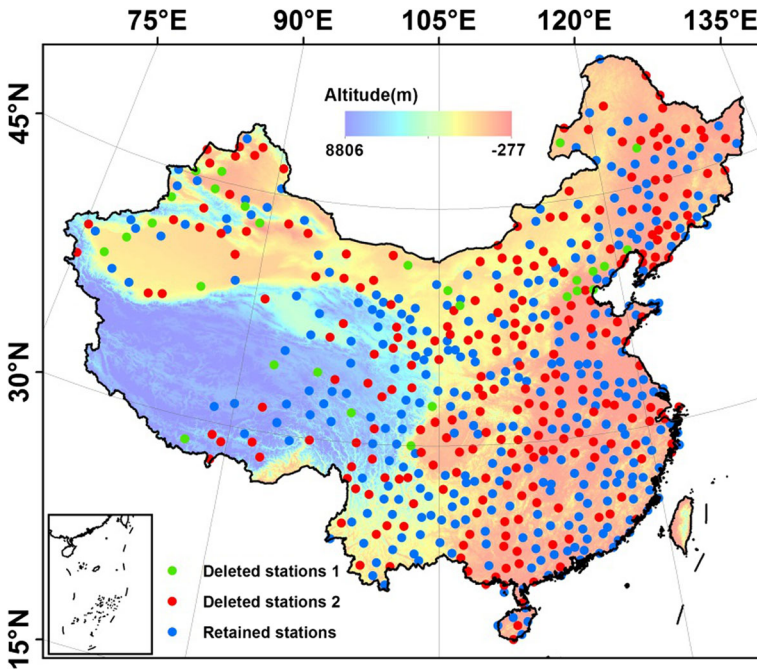 75°E 90°E 105°E 120°E 135°E
45°N
30°N
15°N
Altitude(m)
8806 -277
Deleted stations 1
Deleted stations 2
Retained stations